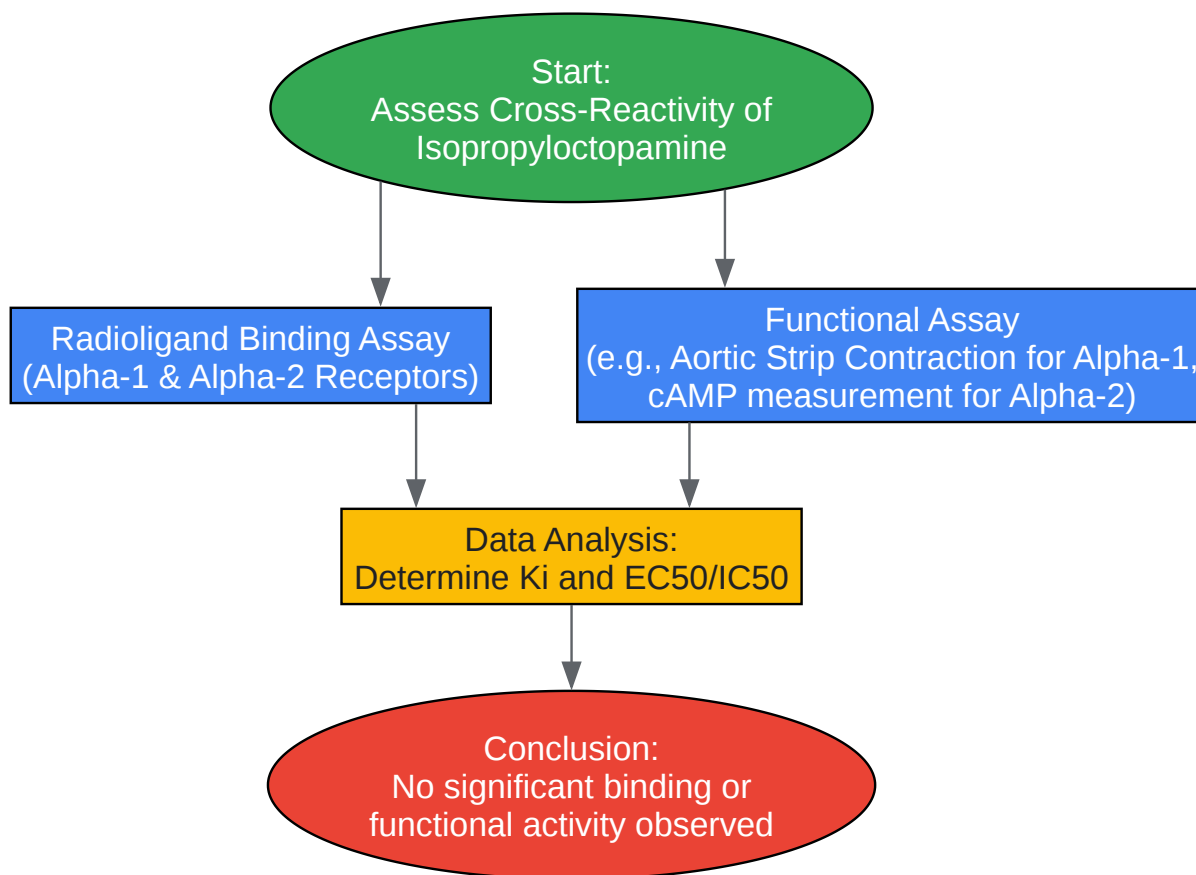 Start:
Assess Cross-Reactivity of
Isopropyloctopamine
Radioligand Binding Assay
(Alpha-1 & Alpha-2 Receptors)
Functional Assay
(e.g., Aortic Strip Contraction for Alpha-1,
cAMP measurement for Alpha-2)
Data Analysis:
Determine Ki and EC50/IC50
Conclusion:
No significant binding or
functional activity observed